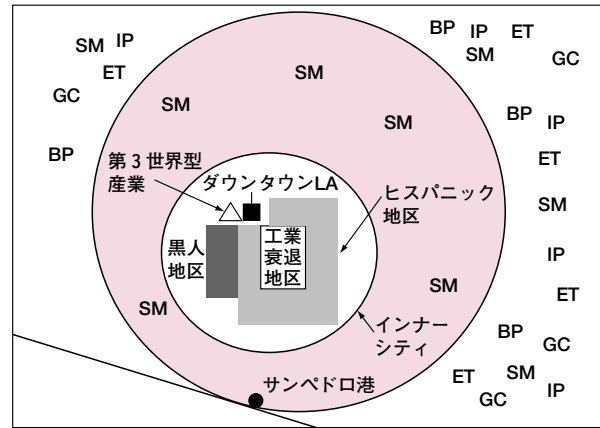 BP IP ET
SM IP
SM
GC
ET
SM
GC
SM
SM
BP
IP
BP
第3世界型
産業
ダウンタウンLA
ヒスパニック
地区
ET
SM
黒人
地区
工業
衰退
地区
IP
SM
SM
ET
インナー
シティ
BP
GC
サンペドロ港
ET
SM
GC
IP